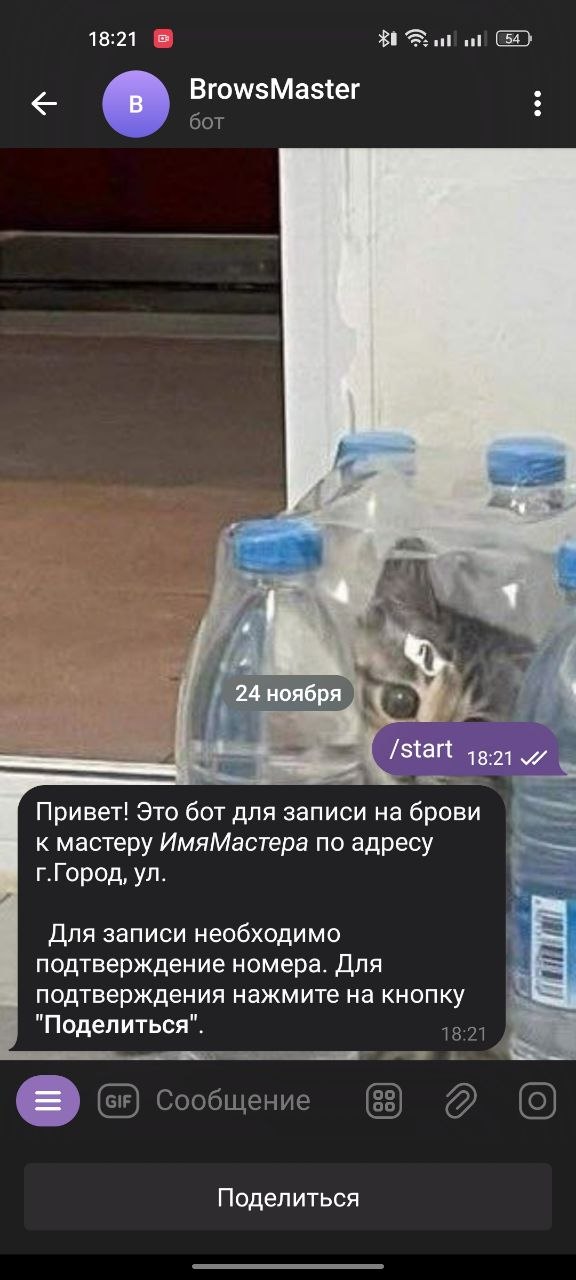 18:21
54
B
BrowsMaster
бот
24 ноября
/start 18:21
Привет! Это бот для записи на брови
к мастеру ИмяМастера по адресу
г.Город, ул.
Для записи необходимо
подтверждение номера. Для
подтверждения нажмите на кнопку
"Поделиться".
18:21
GIF Сообщение
Поделиться